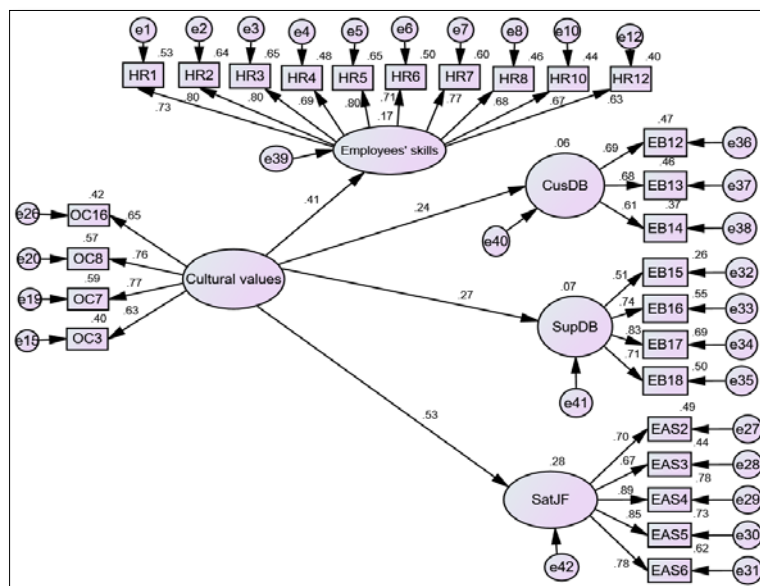 e1 e2 e3 e4 e5 e6 e7 e8 e10 e12
.53 .64 .65 .48 .65 .50 .60 .46 .44 .40
HR1 HR2 HR3 HR4 HR5 HR6 HR7 HR8 HR10 HR12
.73 .80 .80 .69 .80 .71 .77 .68 .67 .63
.17
e39 Employees' skills
.41
.06
CusDB
.24
e40
.69 .68 .61
.47
EB12 e36
.46
EB13 e37
.37
EB14 e38
.42
e26 OC16 .65
.57
e20 OC8 .76
.59
e19 OC7 .77
.40
e15 OC3 .63
Cultural values
.27
.07
SupDB
e41
.51 .74 .83 .71
.26
EB15 e32
EB16 .55 e33
EB17 .69 e34
EB18 .50 e35
.53
.28
SatJF
e42
.70 .67 .89 .85 .78
.49
EAS2 e27
.44
EAS3 e28
.78
EAS4 e29
.73
EAS5 e30
.62
EAS6 e31